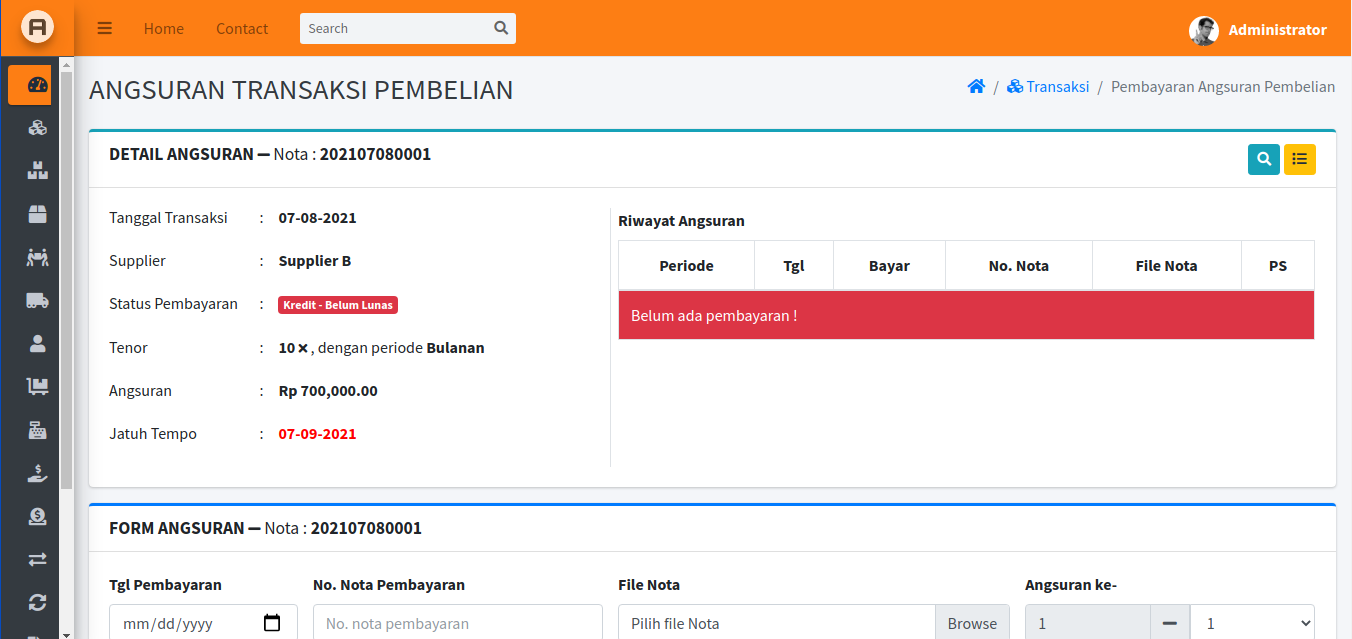 A Home Contact Search Administrator
ANGSURAN TRANSAKSI PEMBELIAN / Transaksi / Pembayaran Angsuran Pembelian
DETAIL ANGSURAN — Nota : 202107080001
Tanggal Transaksi : 07-08-2021
Supplier : Supplier B
Status Pembayaran : Kredit - Belum Lunas
Tenor : 10 × , dengan periode Bulanan
Angsuran : Rp 700,000.00
Jatuh Tempo : 07-09-2021
Riwayat Angsuran
Periode Tgl Bayar No. Nota File Nota PS
Belum ada pembayaran !
FORM ANGSURAN — Nota : 202107080001
Tgl Pembayaran No. Nota Pembayaran File Nota Angsuran ke-
mm/dd/yyyy No. nota pembayaran Pilih file Nota Browse 1 — 1